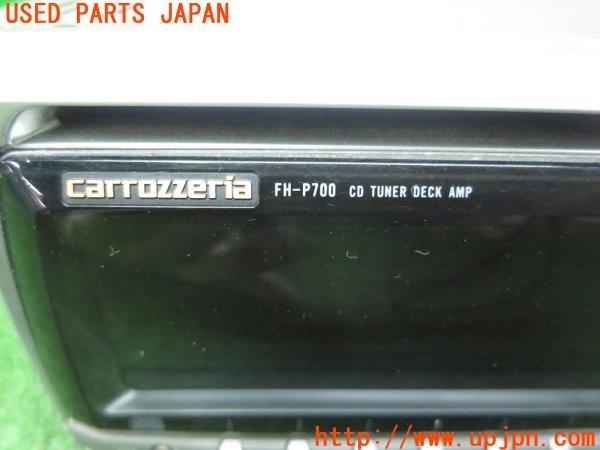 USED PARTS JAPAN
carrozzeria FH-P700 CD TUNER DECK AMP
http://www.upjpn.com